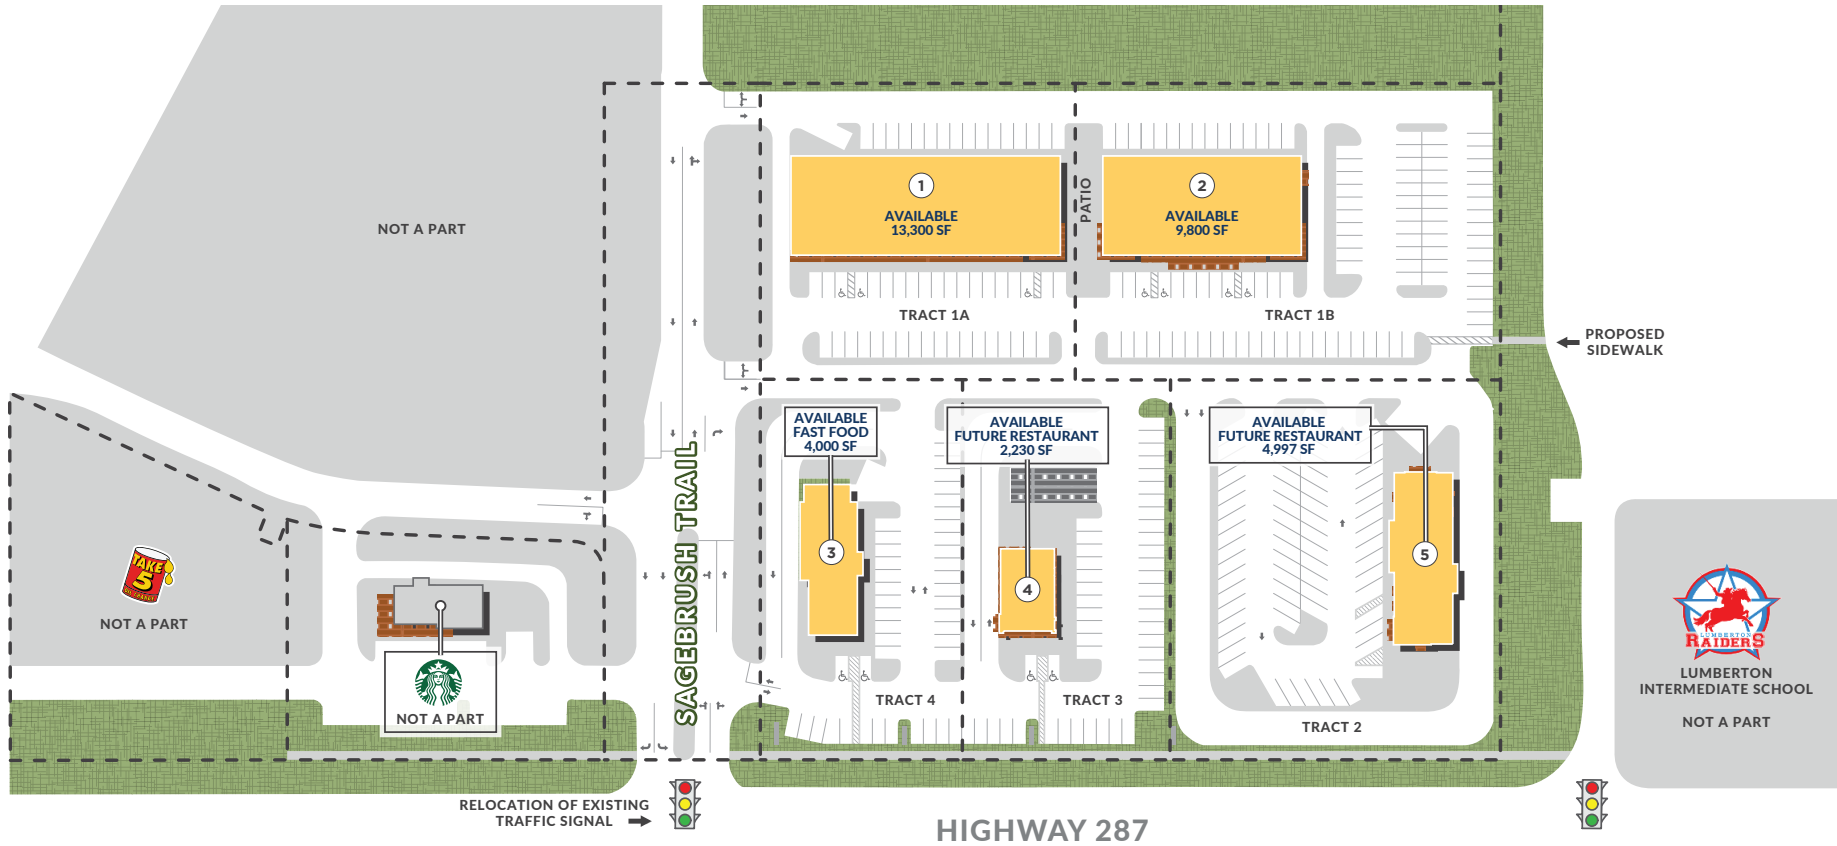 NOT A PART
1
AVAILABLE
13,300 SF
PATIO
2
AVAILABLE
9,800 SF
TRACT 1A
TRACT 1B
PROPOSED
SIDEWALK
AVAILABLE
FAST FOOD
4,000 SF
AVAILABLE
FUTURE RESTAURANT
2,230 SF
AVAILABLE
FUTURE RESTAURANT
4,997 SF
SAGEBRUSH TRAIL
3
4
5
TAKE
5
OIL CHANGE
NOT A PART
NOT A PART
LUMBERTON
RAIDERS
LUMBERTON
INTERMEDIATE SCHOOL
NOT A PART
TRACT 4
TRACT 3
TRACT 2
RELOCATION OF EXISTING
TRAFFIC SIGNAL
HIGHWAY 287